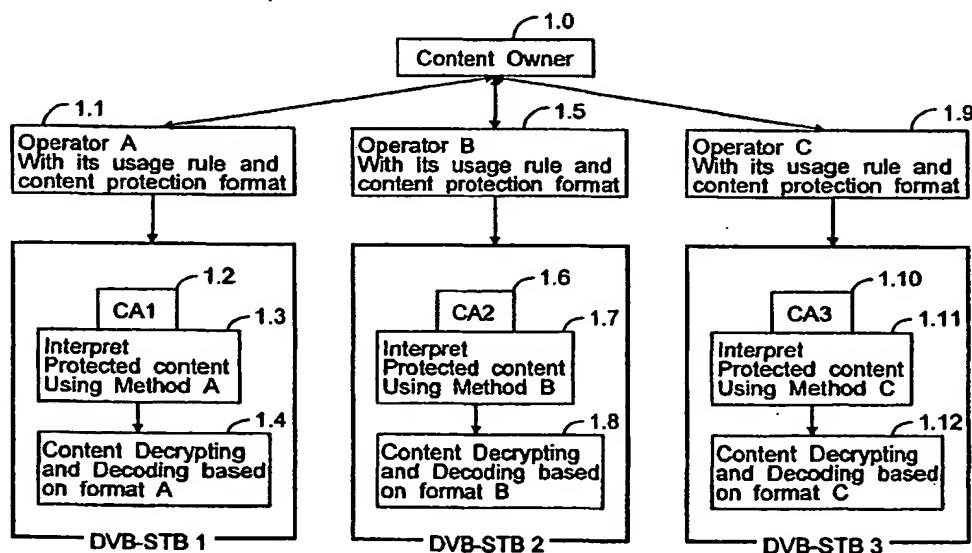 1.0
Content Owner
1.1
Operator A
With its usage rule and
content protection format
1.5
Operator B
With its usage rule and
content protection format
1.9
Operator C
With its usage rule and
content protection format
1.2
CA1
1.3
Interpret
Protected content
Using Method A
1.4
Content Decrypting
and Decoding based
on format A
DVB-STB 1
1.6
CA2
1.7
Interpret
Protected content
Using Method B
1.8
Content Decrypting
and Decoding based
on format B
DVB-STB 2
1.10
CA3
1.11
Interpret
Protected content
Using Method C
1.12
Content Decrypting
and Decoding based
on format C
DVB-STB 3